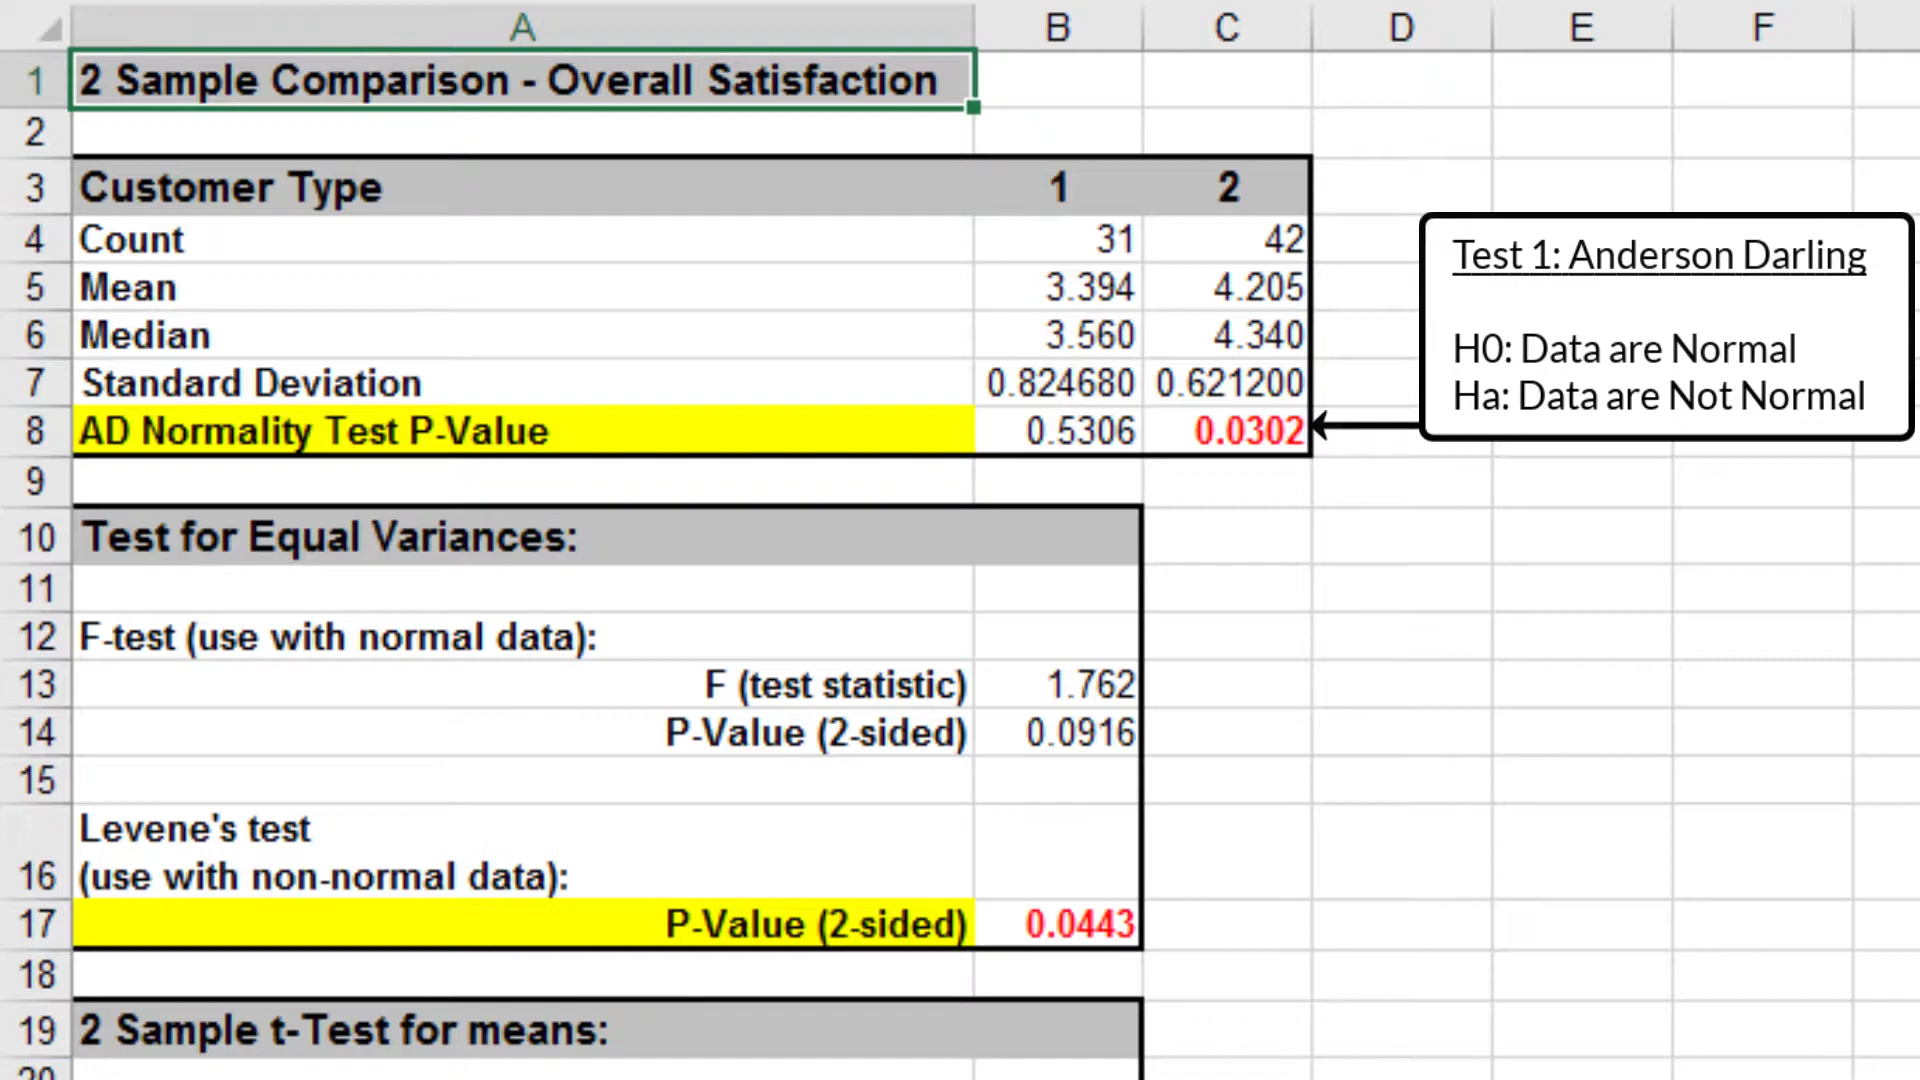 A B C D E F
1 2 Sample Comparison - Overall Satisfaction
2
3 Customer Type 1 2
4 Count 31 42
5 Mean 3.394 4.205
6 Median 3.560 4.340
7 Standard Deviation 0.824680 0.621200
8 AD Normality Test P-Value 0.5306 0.0302
Test 1: Anderson Darling
H0: Data are Normal
Ha: Data are Not Normal
9
10 Test for Equal Variances:
11
12 F-test (use with normal data):
13 F (test statistic) 1.762
14 P-Value (2-sided) 0.0916
15
Levene's test
16 (use with non-normal data):
17 P-Value (2-sided) 0.0443
18
19 2 Sample t-Test for means:
20